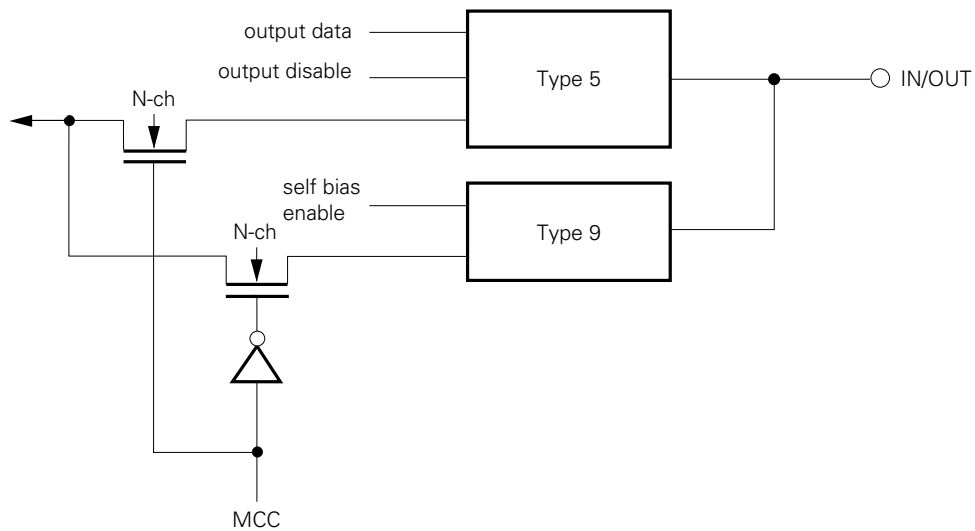 output data
output disable
Type 5
IN/OUT
N-ch
self bias
enable
Type 9
N-ch
MCC